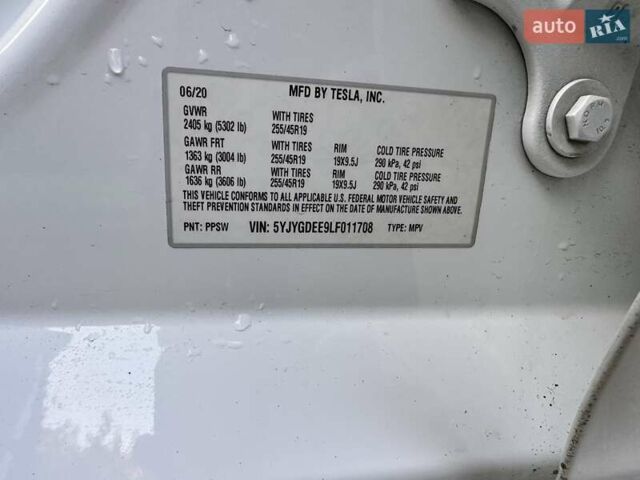 auto RIA .com
06/20 MFD BY TESLA, INC.
GVWR WITH TIRES
2405 kg (5302 lb) 255/45R19
GAWR FRT WITH TIRES RIM COLD TIRE PRESSURE
1363 kg (3004 lb) 255/45R19 19X9.5J 290 kPa, 42 psi
GAWR RR WITH TIRES RIM COLD TIRE PRESSURE
1636 kg (3606 lb) 255/45R19 19X9.5J 290 kPa, 42 psi
THIS VEHICLE CONFORMS TO ALL APPLICABLE U.S. FEDERAL MOTOR VEHICLE SAFETY AND
THEFT PREVENTION STANDARDS IN EFFECT ON THE DATE OF MANUFACTURE SHOWN ABOVE.
PNT: PPSW VIN: 5YJYGDEE9LF011708 TYPE: MPV